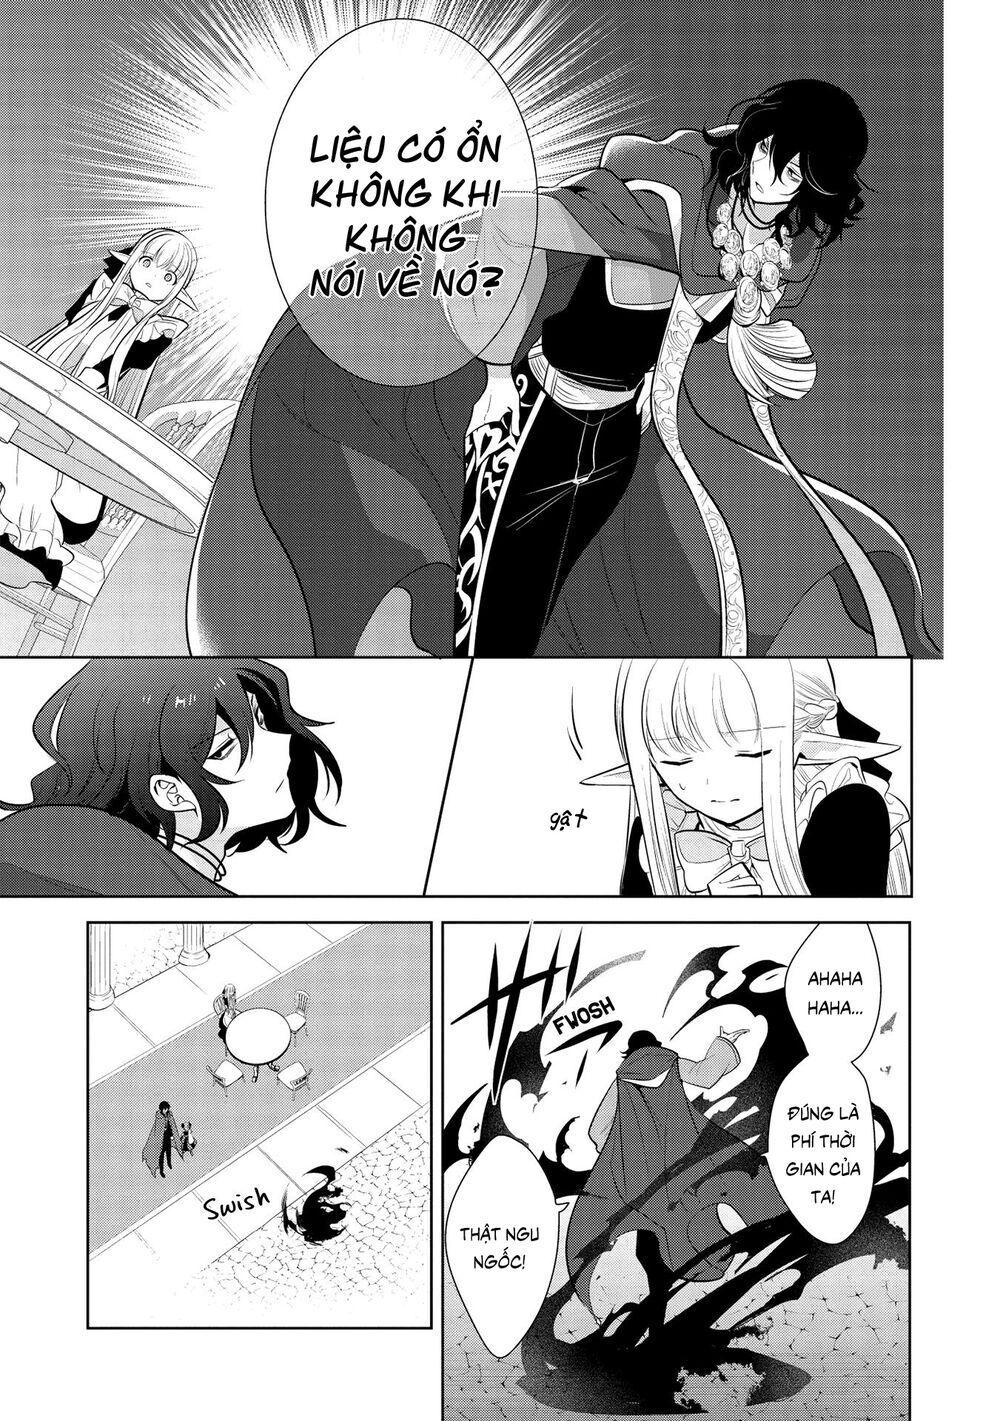 LIỆU CÓ ỔN
KHÔNG KHI
KHÔNG
NÓI VỀ NÓ?
gật
AHAHA
HAHA...
FWOSH
ĐÚNG LÀ
PHÍ THỜI
GIAN CỦA
TA!
THẬT NGU
NGỐC!
Swish